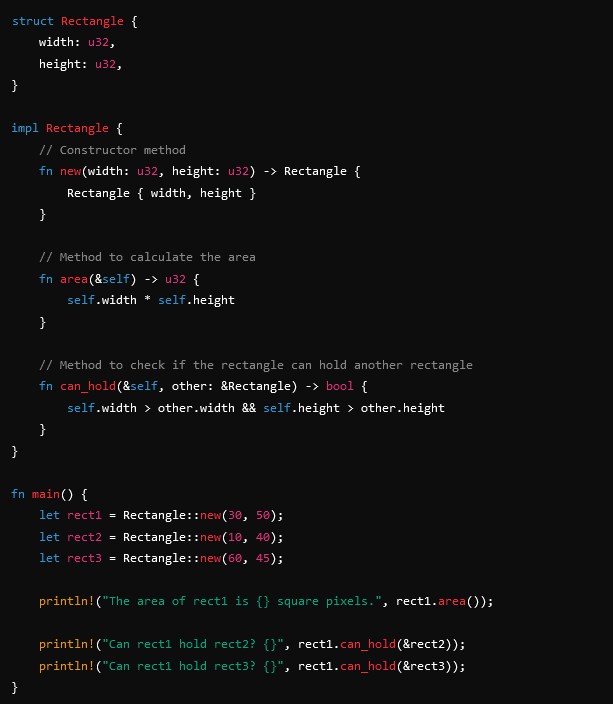 struct Rectangle {
    width: u32,
    height: u32,
}

impl Rectangle {
    // Constructor method
    fn new(width: u32, height: u32) -> Rectangle {
        Rectangle { width, height }
    }

    // Method to calculate the area
    fn area(&self) -> u32 {
        self.width * self.height
    }

    // Method to check if the rectangle can hold another rectangle
    fn can_hold(&self, other: &Rectangle) -> bool {
        self.width > other.width && self.height > other.height
    }
}

fn main() {
    let rect1 = Rectangle::new(30, 50);
    let rect2 = Rectangle::new(10, 40);
    let rect3 = Rectangle::new(60, 45);

    println!("The area of rect1 is {} square pixels.", rect1.area());

    println!("Can rect1 hold rect2? {}", rect1.can_hold(&rect2));
    println!("Can rect1 hold rect3? {}", rect1.can_hold(&rect3));
}